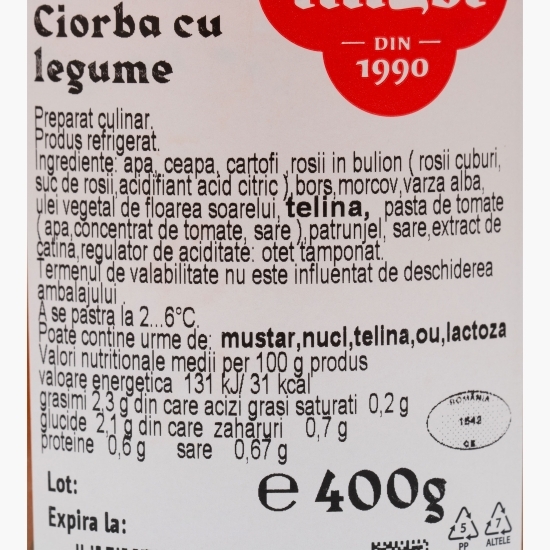 Ciorba cu
legume
DIN
1990
Preparat culinar.
Produs refrigerat.
Ingrediente: apa, ceapa, cartofi ,rosii in bulion ( rosii cuburi,
suc de rosii,acidifiant acid citric ),bors,morcov,varza alba,
ulei vegetal de floarea soarelui, telina, pasta de tomate
( apa,concentrat de tomate, sare ),patrunjel, sare,extract de
catina,regulator de aciditate: otet tamponat.
Termenul de valabilitate nu este influentat de deschiderea
ambalajului .
A se pastra la 2...6°C.
Poate contine urme de: mustar,nuci,telina,ou,lactoza
Valori nutritionale medii per 100 g produs
valoare energetica 131 kJ/ 31 kcal
grasimi 2,3 g din care acizi grasi saturati 0,2 g
glucide 2,1 g din care zaharuri 0,7 g
proteine 0,6 g sare 0,67 g
ROMÂNIA
1542
CE
Lot:
Expira la:
e 400g
5
PP
7
ALTELE